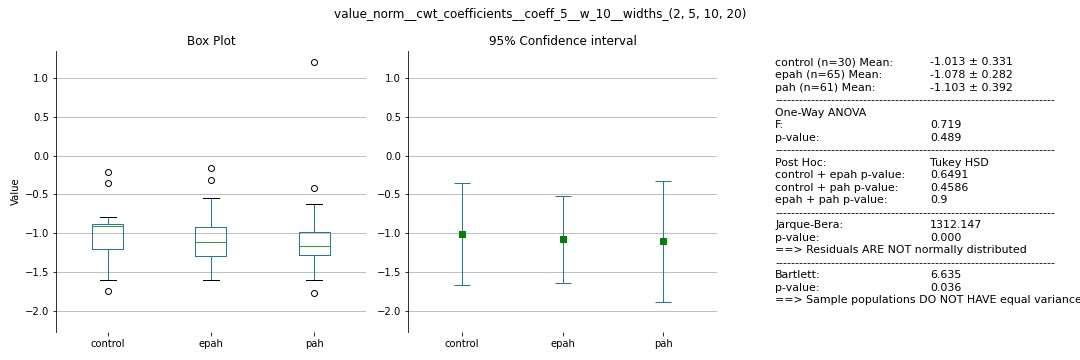 value_norm__cwt_coefficients__coeff_5__w_10__widths_(2, 5, 10, 20)
Box Plot
Value
1.0
0.5
0.0
−0.5
−1.0
−1.5
−2.0
control epah pah
95% Confidence interval
1.0
0.5
0.0
−0.5
−1.0
−1.5
−2.0
control epah pah
control (n=30) Mean: -1.013 ± 0.331
epah (n=65) Mean: -1.078 ± 0.282
pah (n=61) Mean: -1.103 ± 0.392
One-Way ANOVA
F: 0.719
p-value: 0.489
Post Hoc: Tukey HSD
control + epah p-value: 0.6491
control + pah p-value: 0.4586
epah + pah p-value: 0.9
Jarque-Bera: 1312.147
p-value: 0.000
==> Residuals ARE NOT normally distributed
Bartlett: 6.635
p-value: 0.036
==> Sample populations DO NOT HAVE equal variance